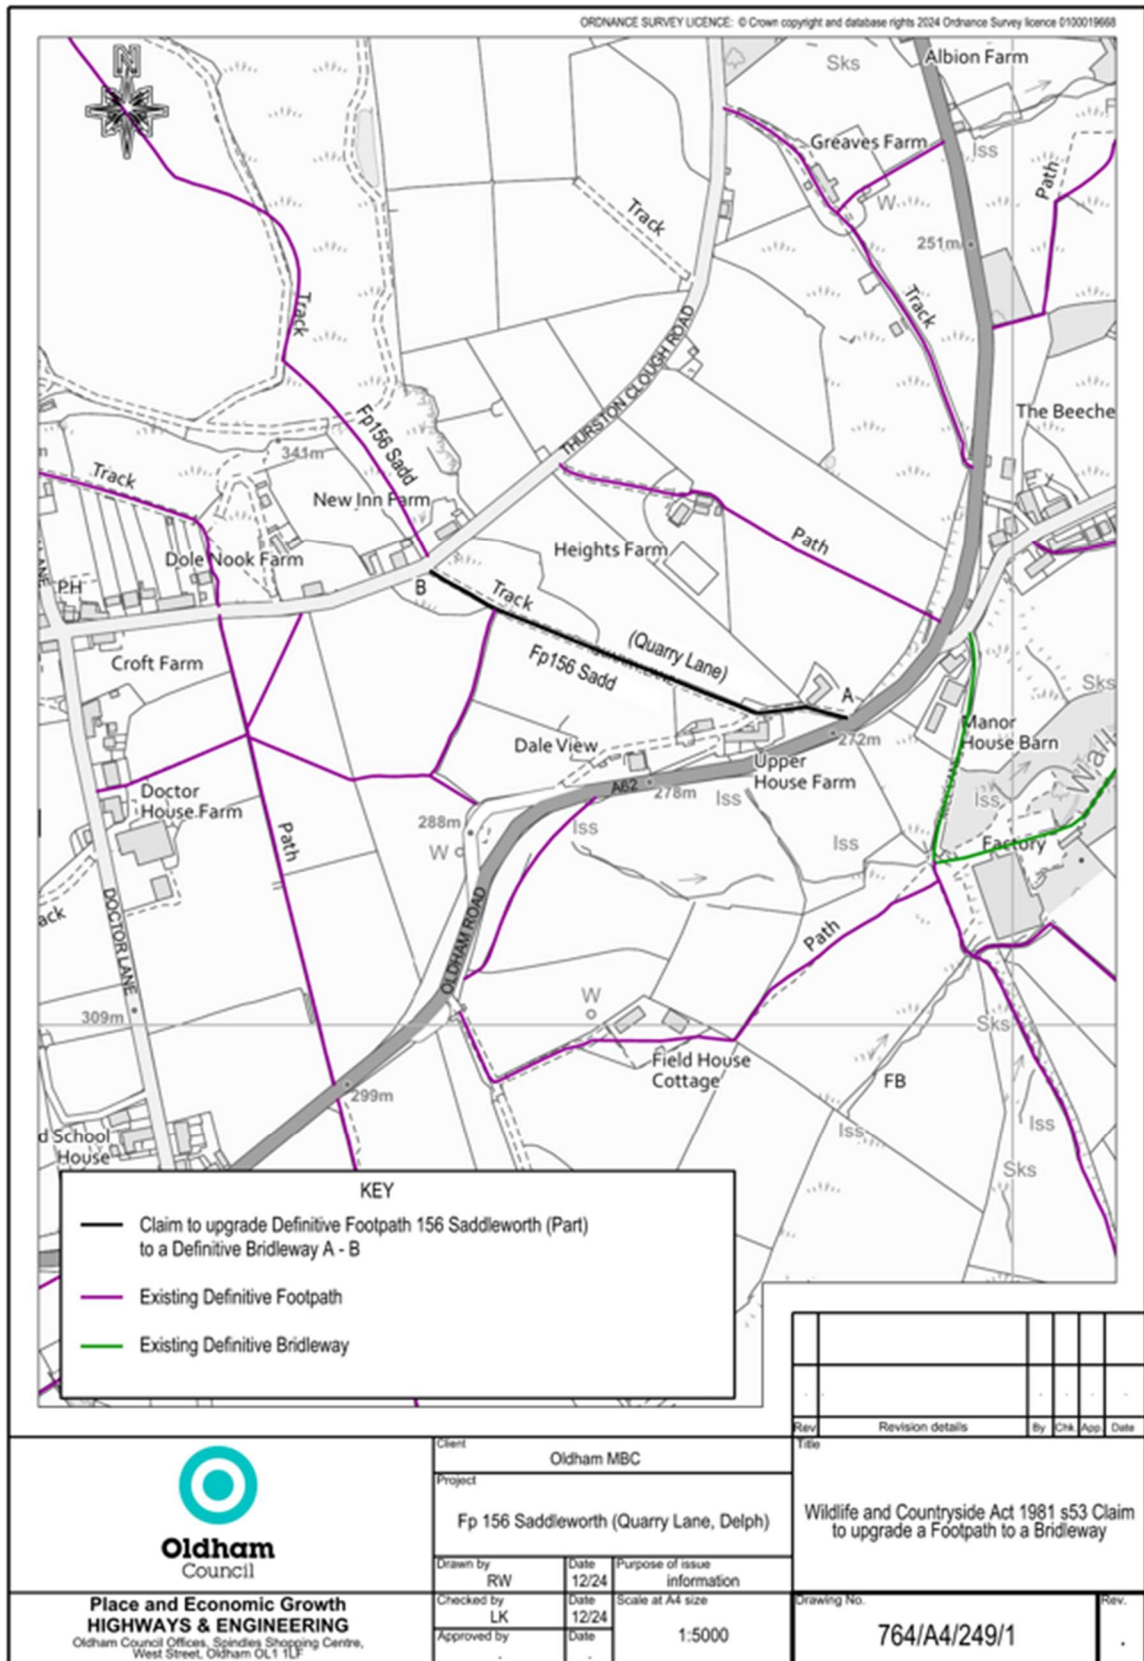 ORDNANCE SURVEY LICENCE: © Crown copyright and database rights 2024 Ordnance Survey licence 0100019668
N
Sks
Albion Farm
Greaves Farm
Iss
W
Track
Path
251m
Track
Track
THURSTON CLOUGH ROAD
The Beeche
Fp156 Sadd
341m
Track
New Inn Farm
Heights Farm
Path
Dole Nook Farm
PH
B
Track
(Quarry Lane)
Fp156 Sadd
Croft Farm
A
Sks
272m
Manor
House Barn
Dale View
Upper
House Farm
A62
278m
Iss
Iss
Doctor
House Farm
288m
W
Iss
Iss
Factory
Path
DOCTOR LANE
OLDHAM ROAD
Path
ack
309m
W
Sks
Field House
Cottage
FB
299m
Iss
Iss
d School
House
Sks
KEY
Claim to upgrade Definitive Footpath 156 Saddleworth (Part)
to a Definitive Bridleway A - B
Existing Definitive Footpath
Existing Definitive Bridleway
Rev
Revision details
By
Chk
App.
Date
Oldham
Council
Place and Economic Growth
HIGHWAYS & ENGINEERING
Oldham Council Offices, Spindles Shopping Centre,
West Street, Oldham OL1 1LF
Client
Oldham MBC
Project
Fp 156 Saddleworth (Quarry Lane, Delph)
Drawn by
RW
Date
12/24
Purpose of issue
information
Checked by
LK
Date
12/24
Scale at A4 size
1:5000
Approved by
.
Date
.
Title
Wildlife and Countryside Act 1981 s53 Claim
to upgrade a Footpath to a Bridleway
Drawing No.
764/A4/249/1
Rev.
.